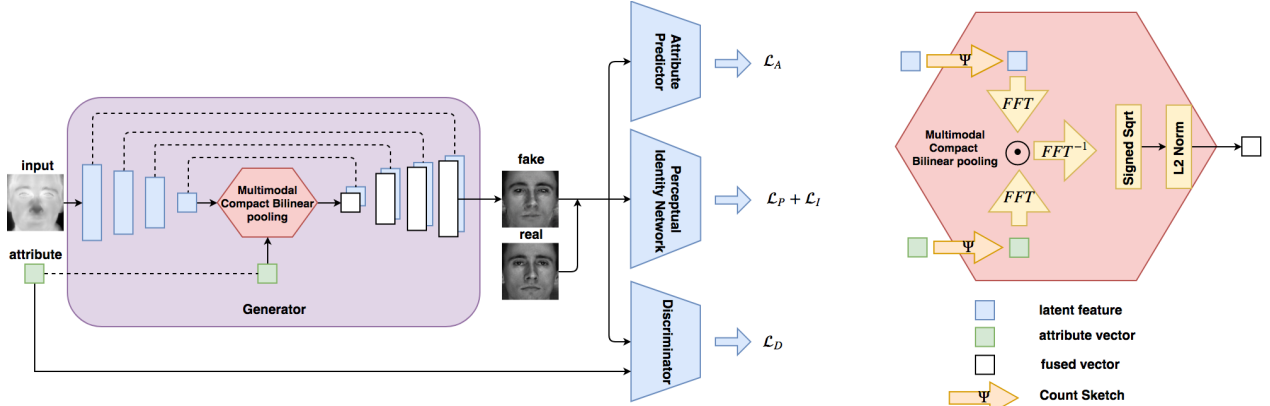 input
attribute
Multimodal
Compact Bilinear
pooling
Generator
fake
real
Attribute
Predictor
Perceptual
Identity Network
Discriminator
ℒ_A
ℒ_P + ℒ_I
ℒ_D
Ψ
FFT
Multimodal
Compact
Bilinear pooling
FFT⁻¹
FFT
Ψ
Signed Sqrt
L2 Norm
latent feature
attribute vector
fused vector
Ψ
Count Sketch